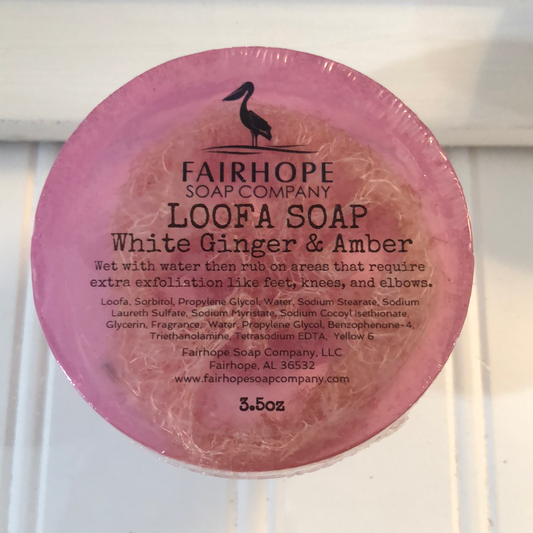 FAIRHOPE
SOAP COMPANY
LOOFA SOAP
White Ginger & Amber
Wet with water then rub on areas that require
extra exfoliation like feet, knees, and elbows.
Loofa, Sorbitol, Propylene Glycol, Water, Sodium Stearate, Sodium
Laureth Sulfate, Sodium Myristate, Sodium Cocoyl Isethionate,
Glycerin, Fragrance, Water, Propylene Glycol, Benzophenone-4,
Triethanolamine, Tetrasodium EDTA, Yellow 6
Fairhope Soap Company, LLC
Fairhope, AL 36532
www.fairhopesoapcompany.com
3.5oz